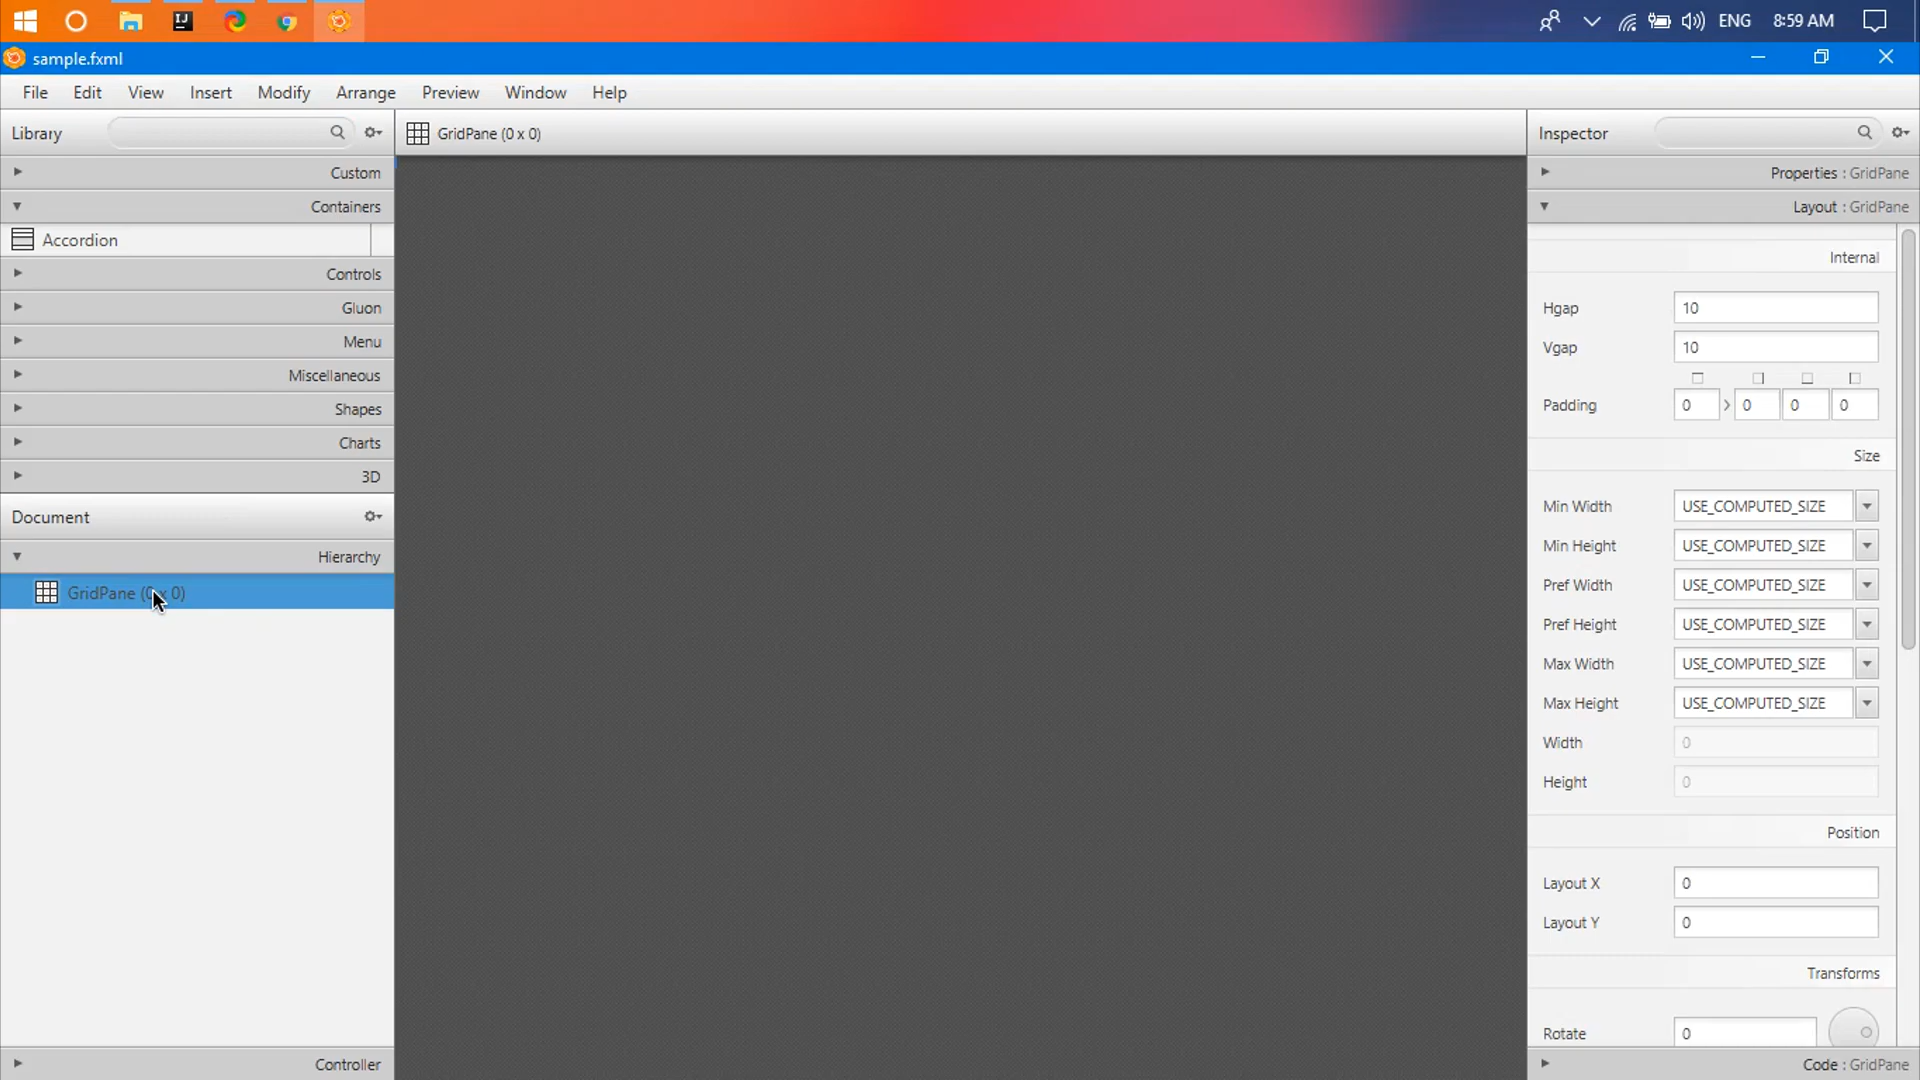 ENG 8:59 AM
sample.fxml
File Edit View Insert Modify Arrange Preview Window Help
Library
Custom
Containers
Accordion
Controls
Gluon
Menu
Miscellaneous
Shapes
Charts
3D
Document
Hierarchy
GridPane (0 x 0)
Controller
GridPane (0 x 0)
Inspector
Properties : GridPane
Layout : GridPane
Internal
Hgap 10
Vgap 10
Padding 0 0 0 0
Size
Min Width USE_COMPUTED_SIZE
Min Height USE_COMPUTED_SIZE
Pref Width USE_COMPUTED_SIZE
Pref Height USE_COMPUTED_SIZE
Max Width USE_COMPUTED_SIZE
Max Height USE_COMPUTED_SIZE
Width 0
Height 0
Position
Layout X 0
Layout Y 0
Transforms
Rotate 0
Code : GridPane